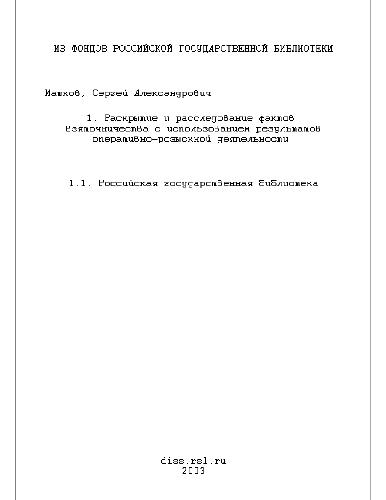 ИЗ ФОНДОВ РОССИЙСКОЙ ГОСУДАРСТВЕННОЙ БИБЛИОТЕКИ
Машков, Сергей Александрович
1. Раскрытие и расследование фактов
взяточничества с использованием результатов
оперативно-розыскной деятельности
1.1. Российская государственная библиотека
diss.rsl.ru
2003